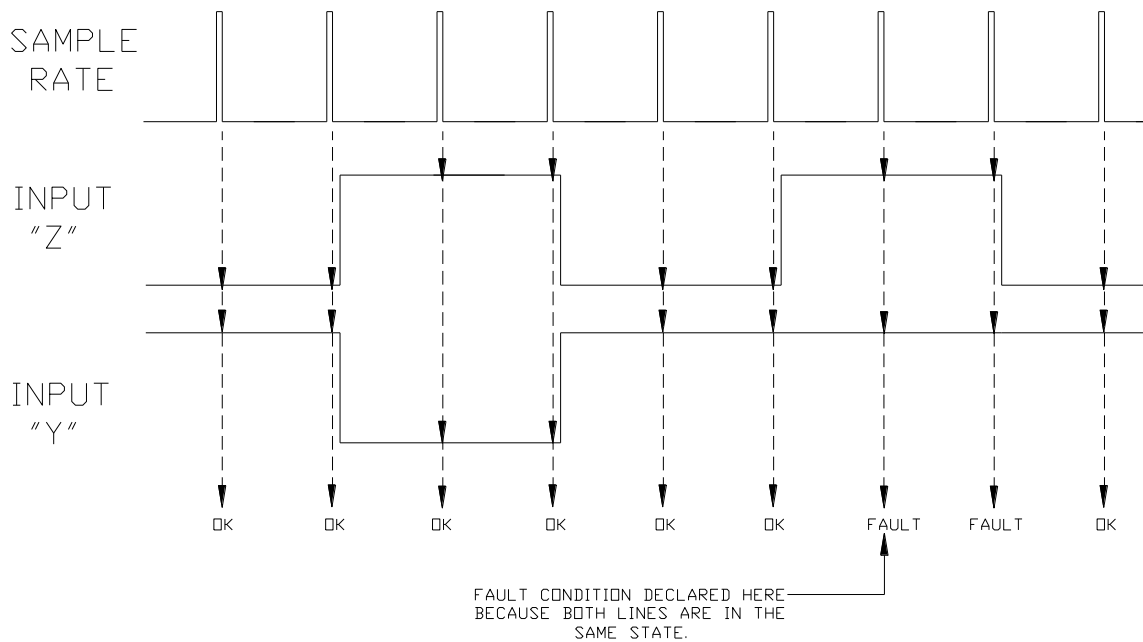 SAMPLE
RATE
INPUT
"Z"
INPUT
"Y"
OK OK OK OK OK OK FAULT FAULT OK
FAULT CONDITION DECLARED HERE
BECAUSE BOTH LINES ARE IN THE
SAME STATE.